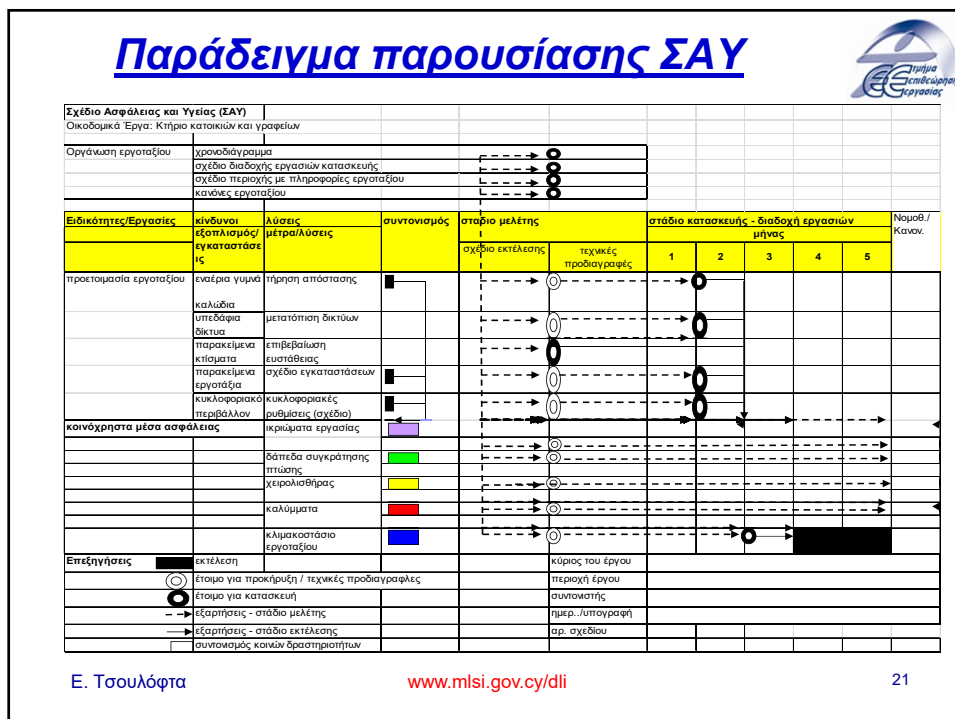 Παράδειγμα παρουσίασης ΣΑΥ
τμήμα
επιθεώρησης
εργασίας
Σχέδιο Ασφάλειας και Υγείας (ΣΑΥ)
Οικοδομικά Έργα: Κτήριο κατοικιών και γραφείων
Οργάνωση εργοταξίου χρονοδιάγραμμα
σχέδιο διαδοχής εργασιών κατασκευής
σχέδιο περιοχής με πληροφορίες εργοταξίου
κανόνες εργοταξίου
Ειδικότητες/Εργασίες κίνδυνοι λύσεις συντονισμός στάδιο μελέτης στάδιο κατασκευής - διαδοχή εργασιών Νομοθ./
εξοπλισμός/ μέτρα/λύσεις μήνας Κανον.
εγκαταστάσε
ις
σχέδιο εκτέλεσης τεχνικές
προδιαγραφές
1 2 3 4 5
προετοιμασία εργοταξίου εναέρια γυμνά τήρηση απόστασης
καλώδια
υπεδάφια μετατόπιση δικτύων
δίκτυα
παρακείμενα επιβεβαίωση
κτίσματα ευστάθειας
παρακείμενα σχέδιο εγκαταστάσεων
εργοτάξια
κυκλοφοριακό κυκλοφοριακές
περιβάλλον ρυθμίσεις (σχέδιο)
κοινόχρηστα μέσα ασφάλειας ικριώματα εργασίας
δάπεδα συγκράτησης
πτώσης
χειρολισθήρας
καλύμματα
κλιμακοστάσιο
εργοταξίου
Επεξηγήσεις εκτέλεση κύριος του έργου
έτοιμο για προκήρυξη / τεχνικές προδιαγραφλες περιοχή έργου
έτοιμο για κατασκευή συντονιστής
εξαρτήσεις - στάδιο μελέτης ημερ../υπογραφή
εξαρτήσεις - στάδιο εκτέλεσης αρ. σχεδίου
συντονισμός κοινών δραστηριοτήτων
Ε. Τσουλόφτα www.mlsi.gov.cy/dli 21